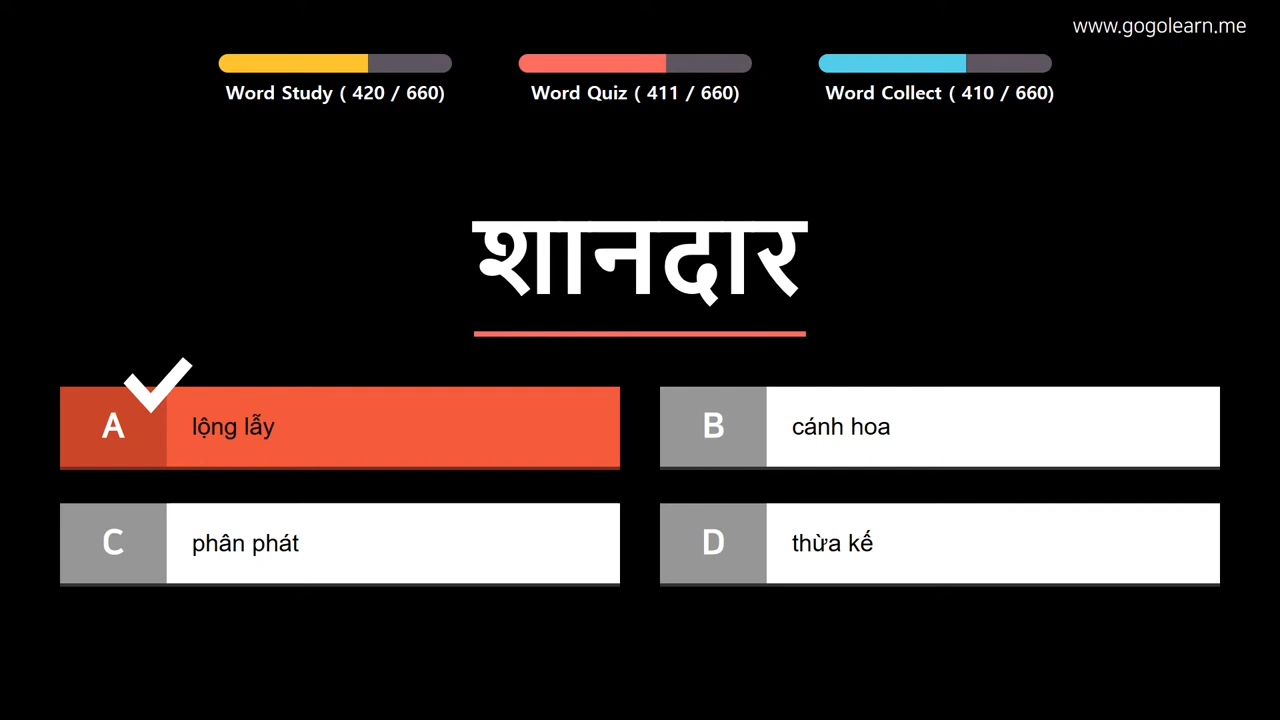 www.gogolearn.me
Word Study ( 420 / 660)
Word Quiz ( 411 / 660)
Word Collect ( 410 / 660)
शानदार
A lộng lẫy
B cánh hoa
C phân phát
D thừa kế